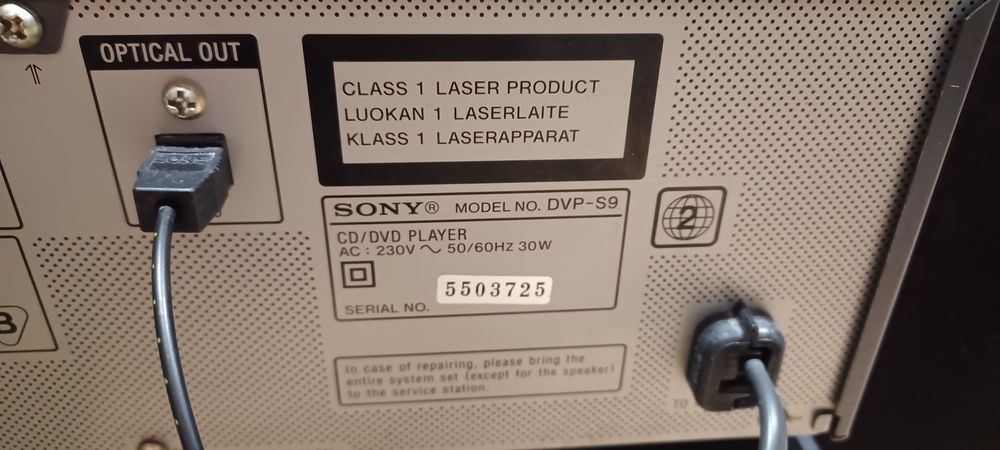 OPTICAL OUT
CLASS 1 LASER PRODUCT
LUOKAN 1 LASERLAITE
KLASS 1 LASERAPPARAT
SONY® MODEL NO. DVP-S9
CD/DVD PLAYER
AC: 230V ~ 50/60HZ 30W
SERIAL NO. 5503725
2
In case of repairing, please bring the
entire system set (except for the speaker)
to the service station.
B
TO